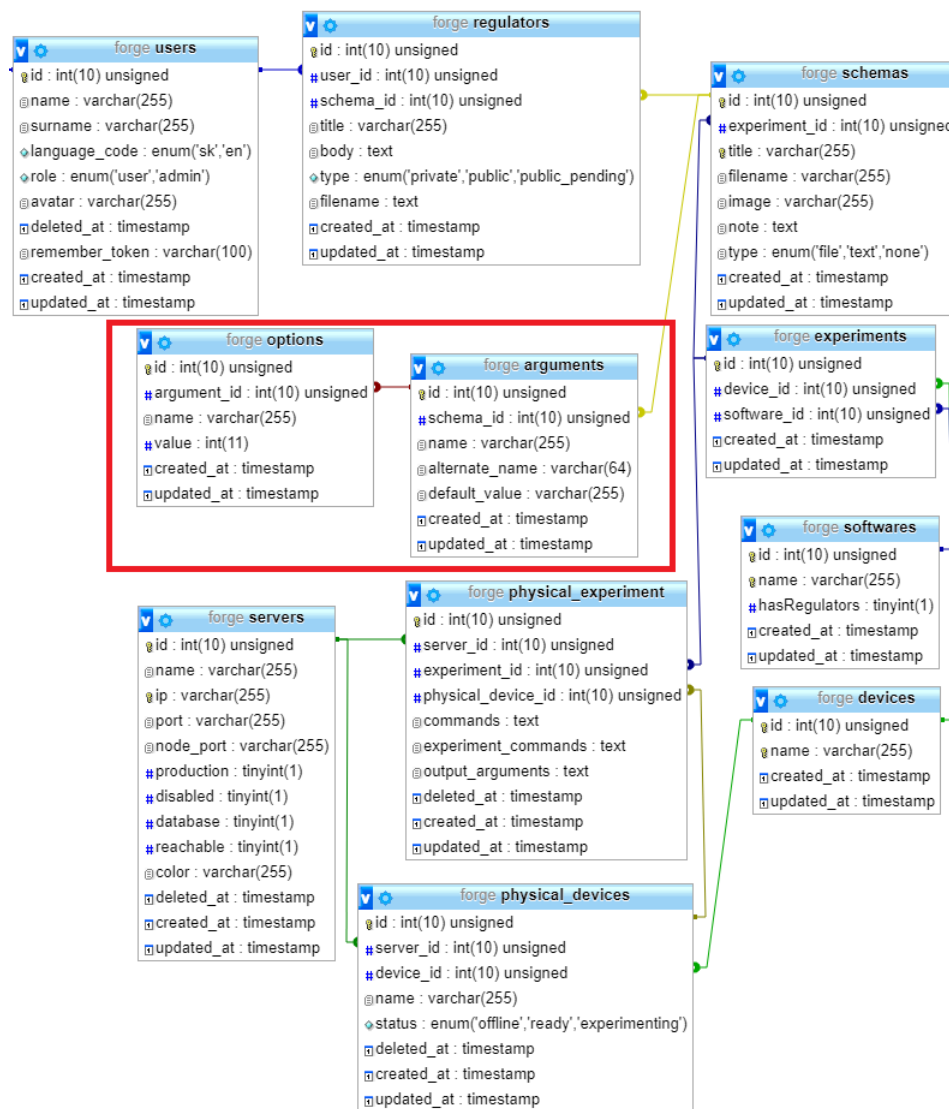 forge users
id : int(10) unsigned
name : varchar(255)
surname : varchar(255)
language_code : enum('sk','en')
role : enum('user','admin')
avatar : varchar(255)
deleted_at : timestamp
remember_token : varchar(100)
created_at : timestamp
updated_at : timestamp
forge regulators
id : int(10) unsigned
user_id : int(10) unsigned
schema_id : int(10) unsigned
title : varchar(255)
body : text
type : enum('private','public','public_pending')
filename : text
created_at : timestamp
updated_at : timestamp
forge schemas
id : int(10) unsigned
experiment_id : int(10) unsigned
title : varchar(255)
filename : varchar(255)
image : varchar(255)
note : text
type : enum('file','text','none')
created_at : timestamp
updated_at : timestamp
forge options
id : int(10) unsigned
argument_id : int(10) unsigned
name : varchar(255)
value : int(11)
created_at : timestamp
updated_at : timestamp
forge arguments
id : int(10) unsigned
schema_id : int(10) unsigned
name : varchar(255)
alternate_name : varchar(64)
default_value : varchar(255)
created_at : timestamp
updated_at : timestamp
forge experiments
id : int(10) unsigned
device_id : int(10) unsigned
software_id : int(10) unsigned
created_at : timestamp
updated_at : timestamp
forge softwares
id : int(10) unsigned
name : varchar(255)
hasRegulators : tinyint(1)
created_at : timestamp
updated_at : timestamp
forge servers
id : int(10) unsigned
name : varchar(255)
ip : varchar(255)
port : varchar(255)
node_port : varchar(255)
production : tinyint(1)
disabled : tinyint(1)
database : tinyint(1)
reachable : tinyint(1)
color : varchar(255)
deleted_at : timestamp
created_at : timestamp
updated_at : timestamp
forge physical_experiment
id : int(10) unsigned
server_id : int(10) unsigned
experiment_id : int(10) unsigned
physical_device_id : int(10) unsigned
commands : text
experiment_commands : text
output_arguments : text
deleted_at : timestamp
created_at : timestamp
updated_at : timestamp
forge devices
id : int(10) unsigned
name : varchar(255)
created_at : timestamp
updated_at : timestamp
forge physical_devices
id : int(10) unsigned
server_id : int(10) unsigned
device_id : int(10) unsigned
name : varchar(255)
status : enum('offline','ready','experimenting')
deleted_at : timestamp
created_at : timestamp
updated_at : timestamp